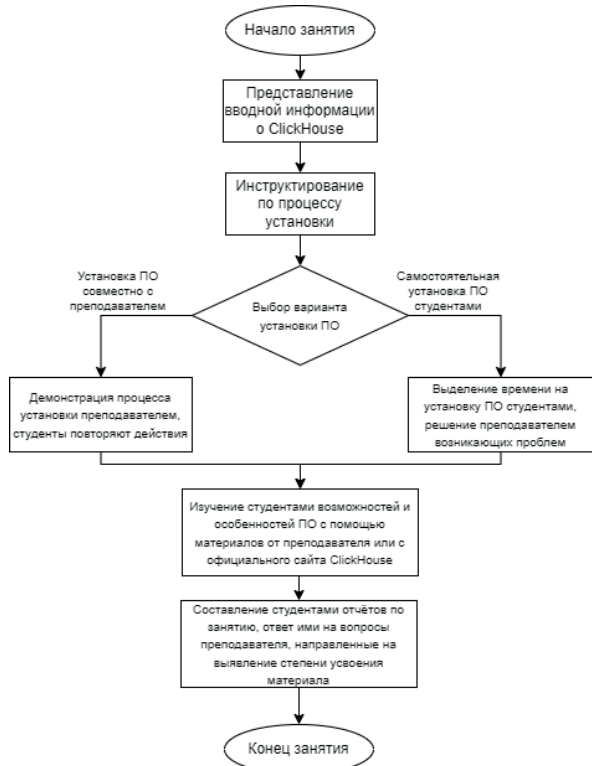 Начало занятия
Представление
вводной информации
о ClickHouse
Инструктирование
по процессу
установки
Установка ПО
совместно с
преподавателем
Выбор варианта
установки ПО
Самостоятельная
установка ПО
студентами
Демонстрация процесса
установки преподавателем,
студенты повторяют действия
Выделение времени на
установку ПО студентами,
решение преподавателем
возникающих проблем
Изучение студентами возможностей и
особенностей ПО с помощью
материалов от преподавателя или с
официального сайта ClickHouse
Составление студентами отчётов по
занятию, ответ ими на вопросы
преподавателя, направленные на
выявление степени усвоения
материала
Конец занятия